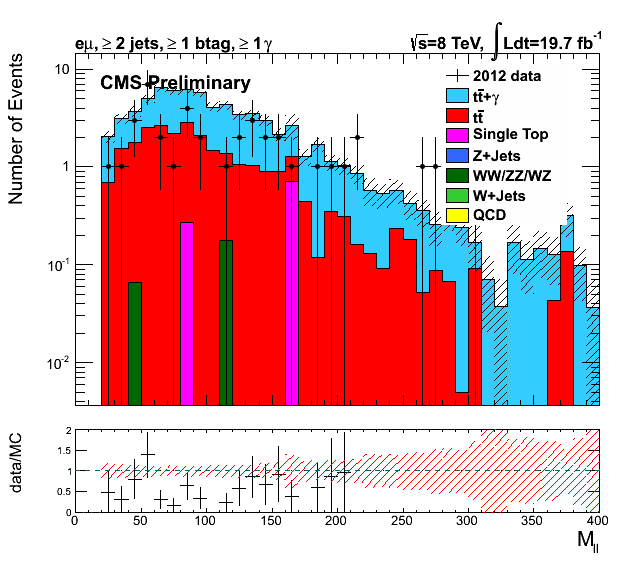 eμ, ≥ 2 jets, ≥ 1 btag, ≥ 1 γ
√s=8 TeV, ∫ Ldt=19.7 fb⁻¹
CMS Preliminary
2012 data
tt̄+γ
tt̄
Single Top
Z+Jets
WW/ZZ/WZ
W+Jets
QCD
Number of Events
10
1
10⁻¹
10⁻²
data/MC
2
1.5
1
0.5
0
0 50 100 150 200 250 300 350 400
M_ll